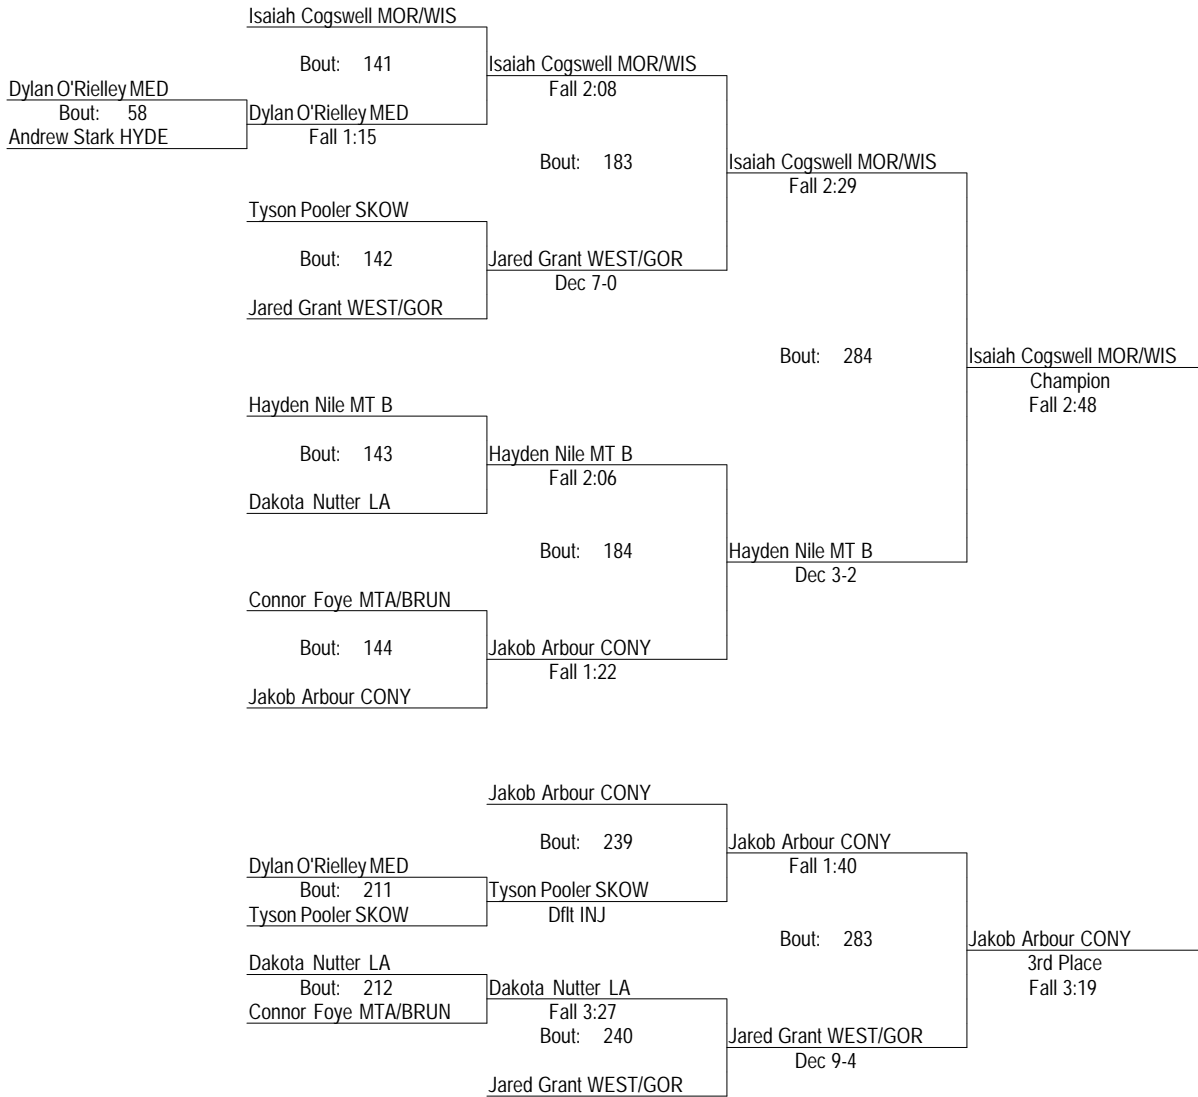 Isaiah Cogswell MOR/WIS
Bout: 141
Isaiah Cogswell MOR/WIS
Fall 2:08
Dylan O'Rielley MED
Bout: 58
Andrew Stark HYDE
Dylan O'Rielley MED
Fall 1:15
Bout: 183
Isaiah Cogswell MOR/WIS
Fall 2:29
Tyson Pooler SKOW
Bout: 142
Jared Grant WEST/GOR
Dec 7-0
Jared Grant WEST/GOR
Bout: 284
Isaiah Cogswell MOR/WIS
Champion
Fall 2:48
Hayden Nile MT B
Bout: 143
Hayden Nile MT B
Fall 2:06
Dakota Nutter LA
Bout: 184
Hayden Nile MT B
Dec 3-2
Connor Foye MTA/BRUN
Bout: 144
Jakob Arbour CONY
Fall 1:22
Jakob Arbour CONY
Jakob Arbour CONY
Bout: 239
Jakob Arbour CONY
Fall 1:40
Dylan O'Rielley MED
Bout: 211
Tyson Pooler SKOW
Tyson Pooler SKOW
Dflt INJ
Bout: 283
Jakob Arbour CONY
3rd Place
Fall 3:19
Dakota Nutter LA
Bout: 212
Connor Foye MTA/BRUN
Dakota Nutter LA
Fall 3:27
Bout: 240
Jared Grant WEST/GOR
Dec 9-4
Jared Grant WEST/GOR